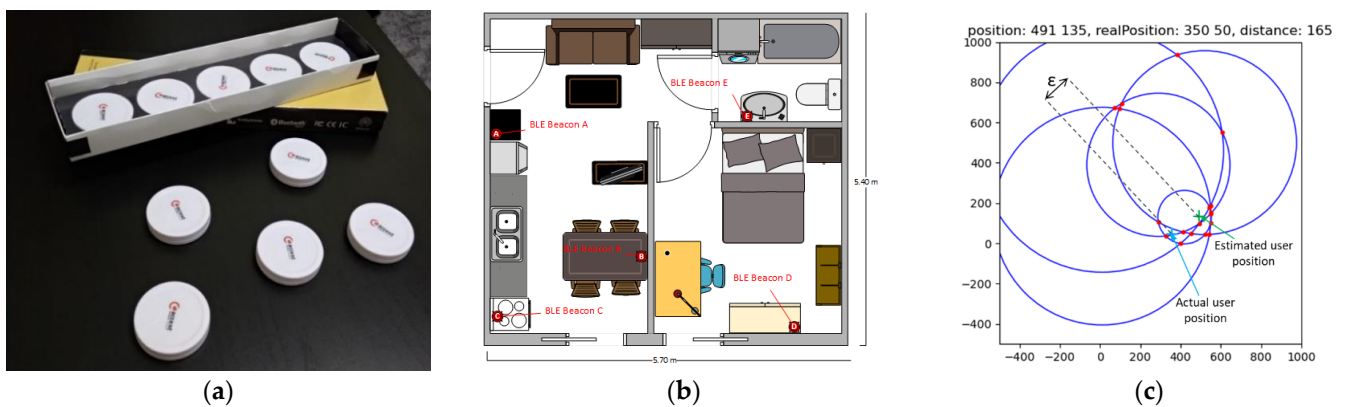 BLE Beacon A
BLE Beacon E
BLE Beacon B
BLE Beacon D
BLE Beacon C
A
E
B
D
C
5.40 m
5.70 m
position: 491 135, realPosition: 350 50, distance: 165
1000
800
600
400
200
0
−200
−400
−400 −200 0 200 400 600 800 1000
ε
Estimated user
position
Actual user
position
(a) (b) (c)